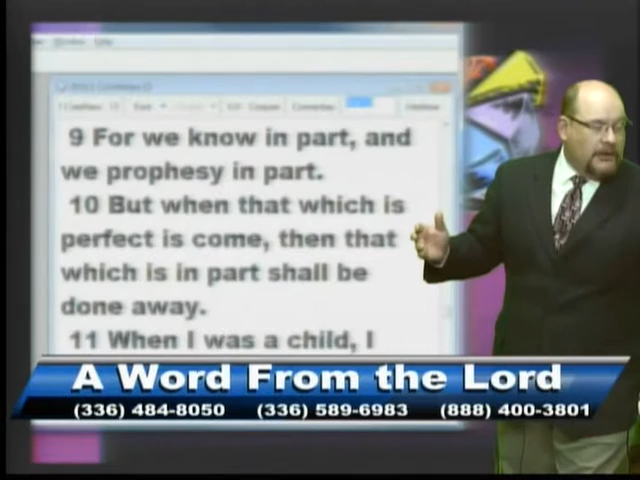 9 For we know in part, and
we prophesy in part.
10 But when that which is
perfect is come, then that
which is in part shall be
done away.
11 When I was a child, I
A Word From the Lord
(336) 484-8050 (336) 589-6983 (888) 400-3801